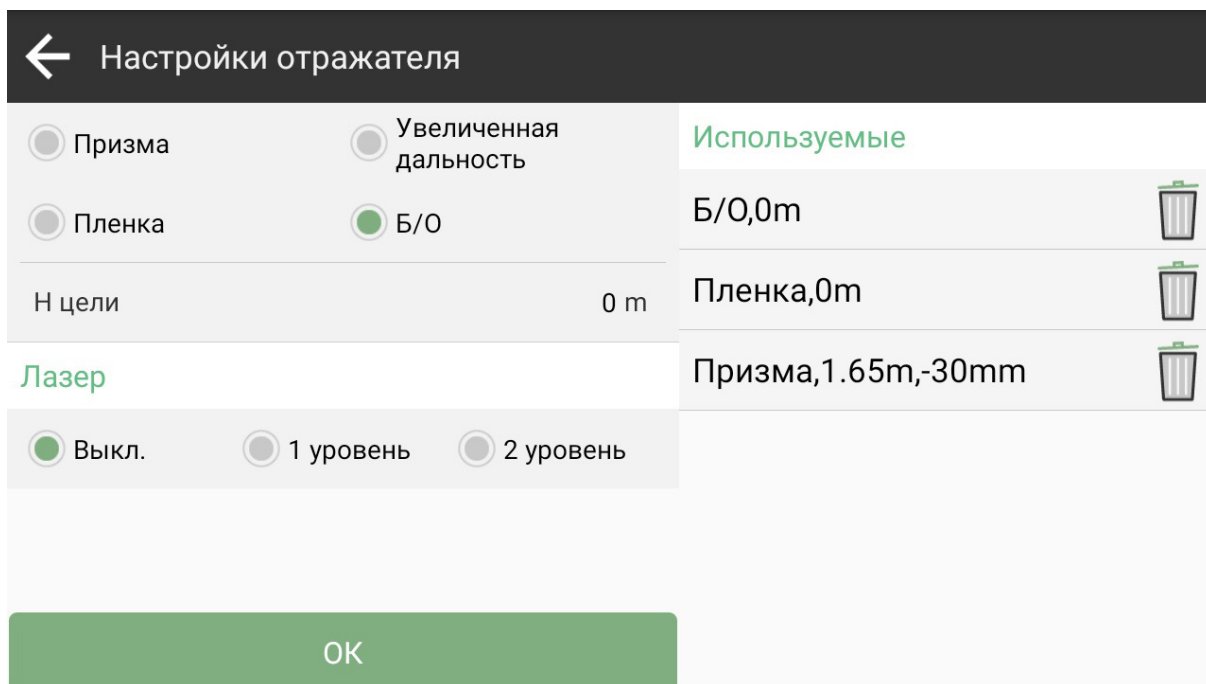 Настройки отражателя
Призма
Увеличенная
дальность
Пленка
Б/О
Н цели
0 m
Лазер
Выкл.
1 уровень
2 уровень
OK
Используемые
Б/О,0m
Пленка,0m
Призма,1.65m,-30mm